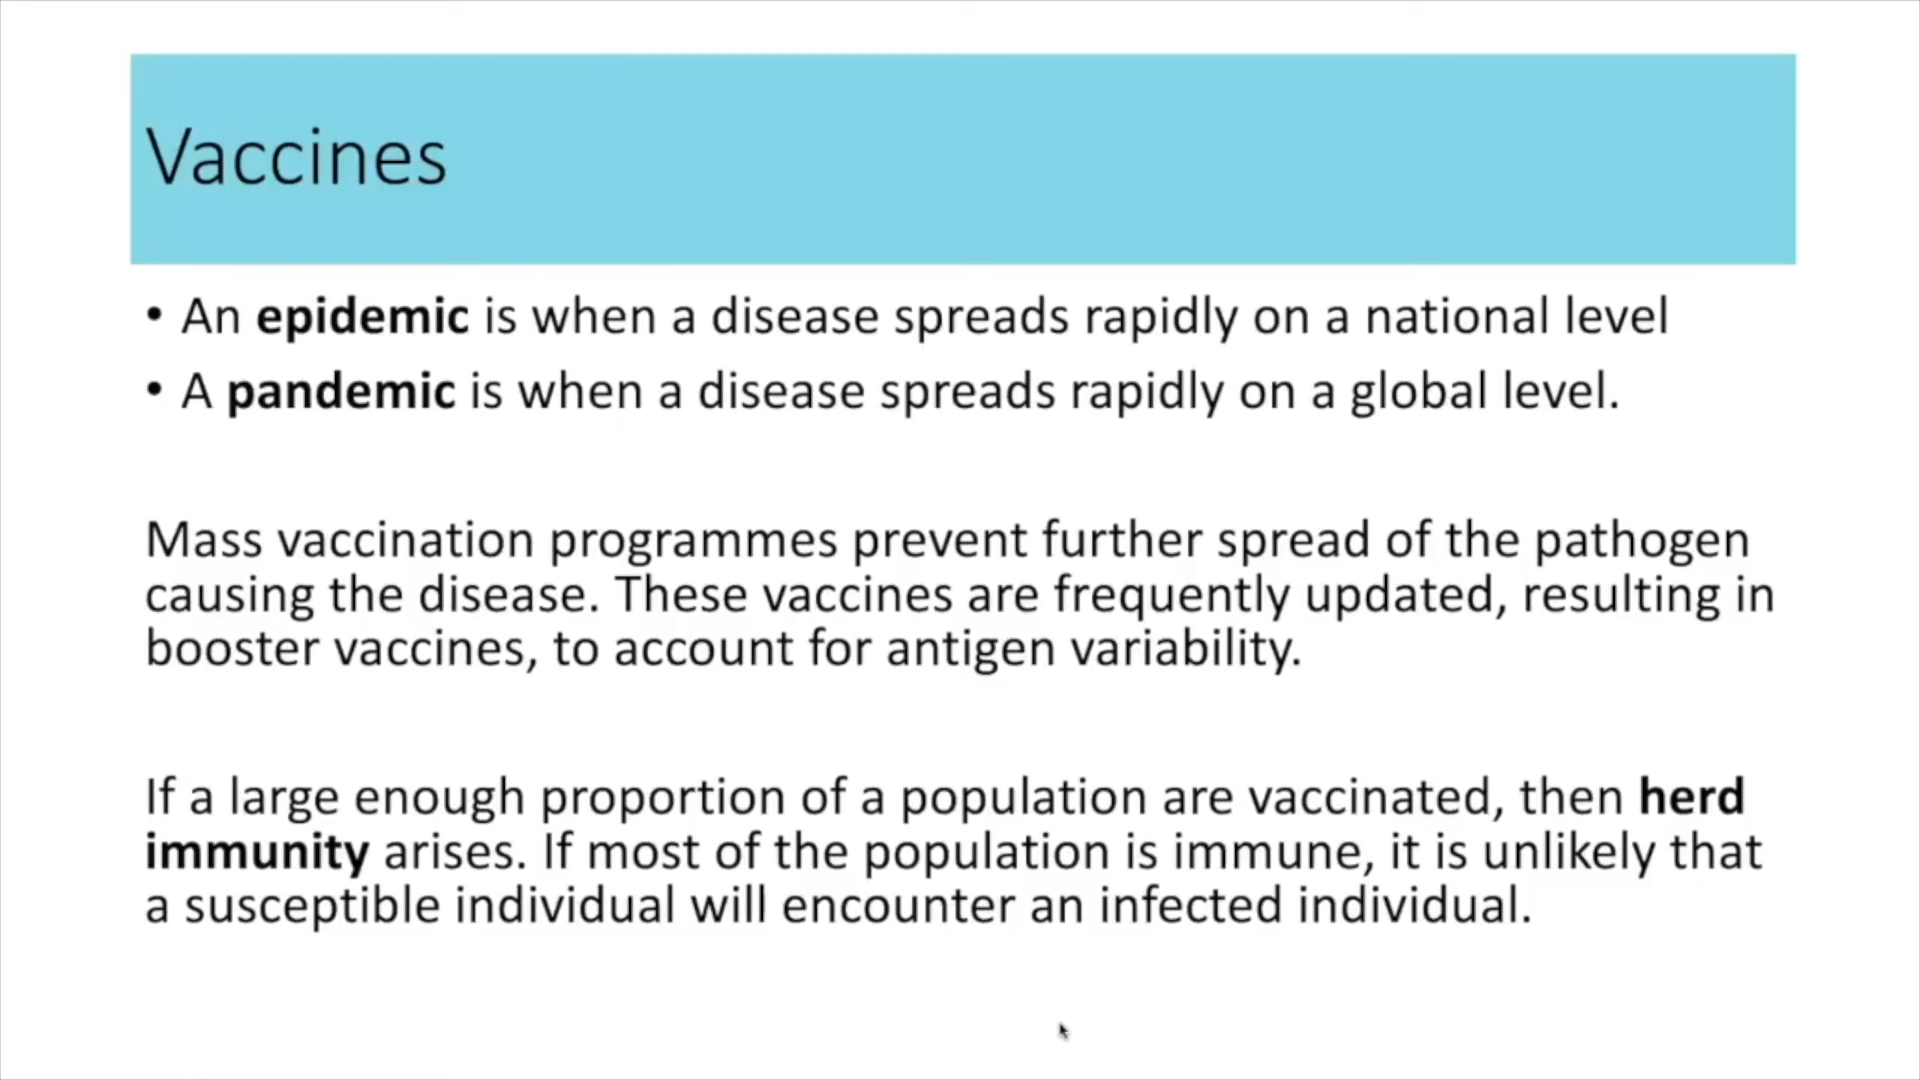 Vaccines
• An epidemic is when a disease spreads rapidly on a national level
• A pandemic is when a disease spreads rapidly on a global level.
Mass vaccination programmes prevent further spread of the pathogen
causing the disease. These vaccines are frequently updated, resulting in
booster vaccines, to account for antigen variability.
If a large enough proportion of a population are vaccinated, then herd
immunity arises. If most of the population is immune, it is unlikely that
a susceptible individual will encounter an infected individual.